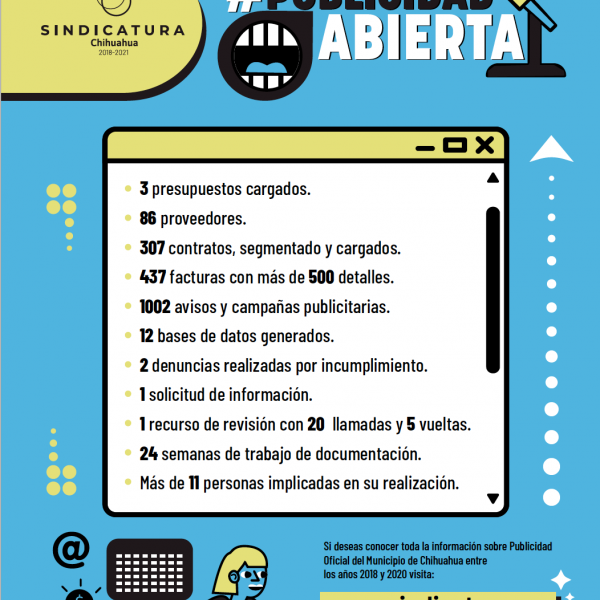 SINDICATURA
Chihuahua
2018-2021
#PUBLICIDAD
ABIERTA
3 presupuestos cargados.
86 proveedores.
307 contratos, segmentado y cargados.
437 facturas con más de 500 detalles.
1002 avisos y campañas publicitarias.
12 bases de datos generados.
2 denuncias realizadas por incumplimiento.
1 solicitud de información.
1 recurso de revisión con 20 llamadas y 5 vueltas.
24 semanas de trabajo de documentación.
Más de 11 personas implicadas en su realización.
@
Si deseas conocer toda la información sobre Publicidad
Oficial del Municipio de Chihuahua entre
los años 2018 y 2020 visita: